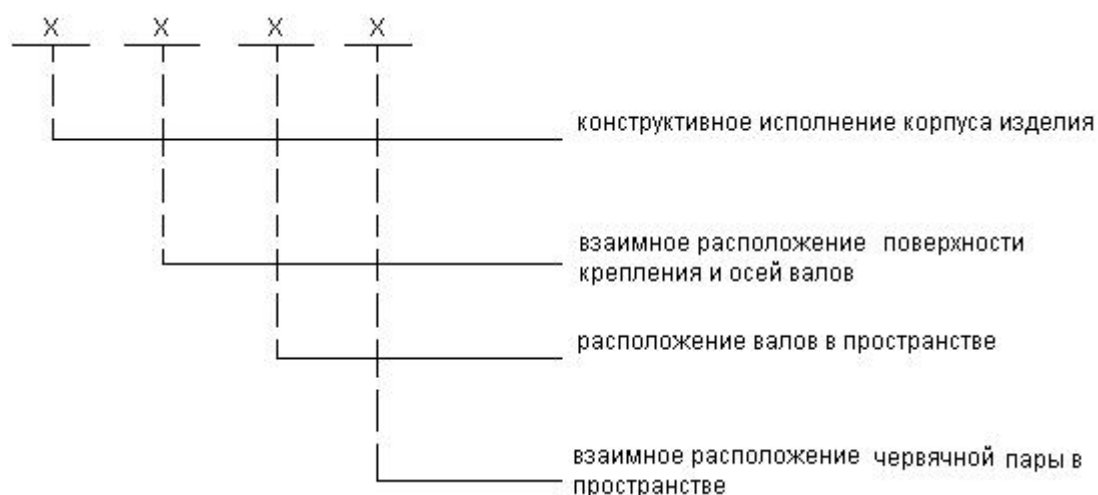 X X X X
конструктивное исполнение корпуса изделия
взаимное расположение поверхности
крепления и осей валов
расположение валов в пространстве
взаимное расположение червячной пары в
пространстве